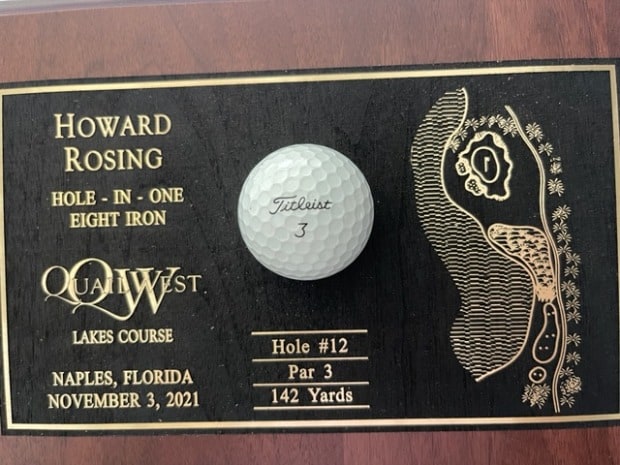 HOWARD
ROSING
HOLE - IN - ONE
EIGHT IRON
QUAIL WEST
QW
LAKES COURSE
NAPLES, FLORIDA
NOVEMBER 3, 2021
Titleist
3
Hole #12
Par 3
142 Yards